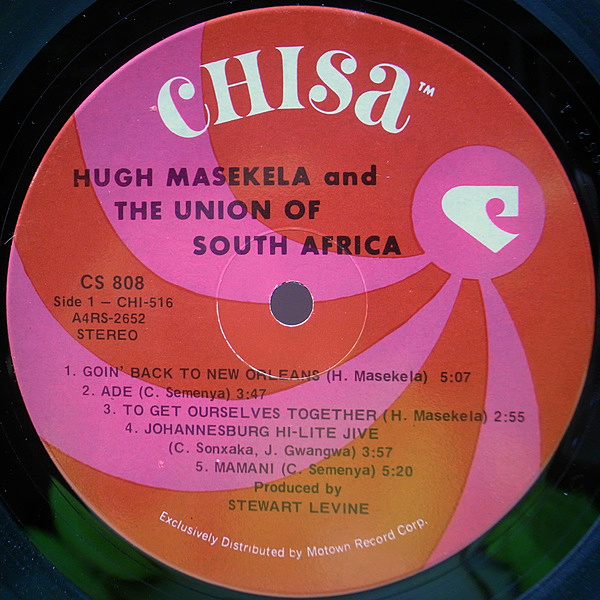 CHISa™
HUGH MASEKELA and
THE UNION OF
SOUTH AFRICA
CS 808
Side 1 — CHI-516
A4RS-2652
STEREO
1. GOIN' BACK TO NEW ORLEANS (H. Masekela) 5:07
2. ADE (C. Semenya) 3:47
3. TO GET OURSELVES TOGETHER (H. Masekela) 2:55
4. JOHANNESBURG HI-LITE JIVE
(C. Sonxaka, J. Gwangwa) 3:57
5. MAMANI (C. Semenya) 5:20
Produced by
STEWART LEVINE
Exclusively Distributed by Motown Record Corp.